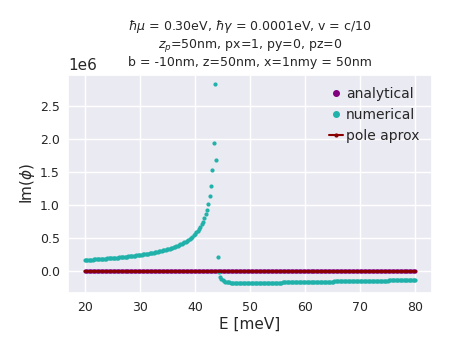 ℏμ = 0.30eV, ℏγ = 0.0001eV, v = c/10
z_p=50nm, px=1, py=0, pz=0
b = -10nm, z=50nm, x=1nmy = 50nm
1e6
analytical
numerical
pole aprox
2.5
2.0
1.5
1.0
0.5
0.0
Im(ϕ)
20 30 40 50 60 70 80
E [meV]